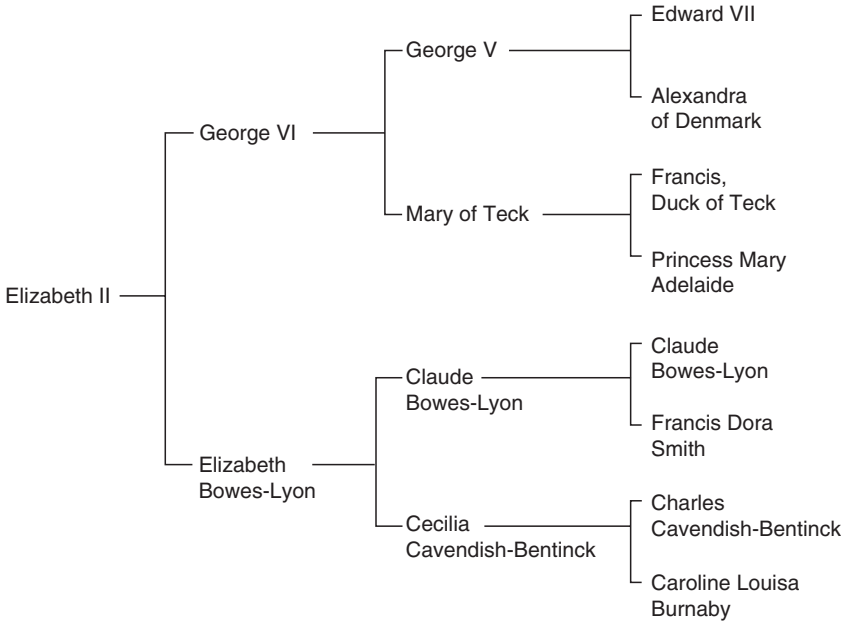 Edward VII
George V
Alexandra
of Denmark
George VI
Francis,
Duck of Teck
Mary of Teck
Princess Mary
Adelaide
Elizabeth II
Claude
Bowes-Lyon
Claude
Bowes-Lyon
Francis Dora
Smith
Elizabeth
Bowes-Lyon
Charles
Cavendish-Bentinck
Cecilia
Cavendish-Bentinck
Caroline Louisa
Burnaby